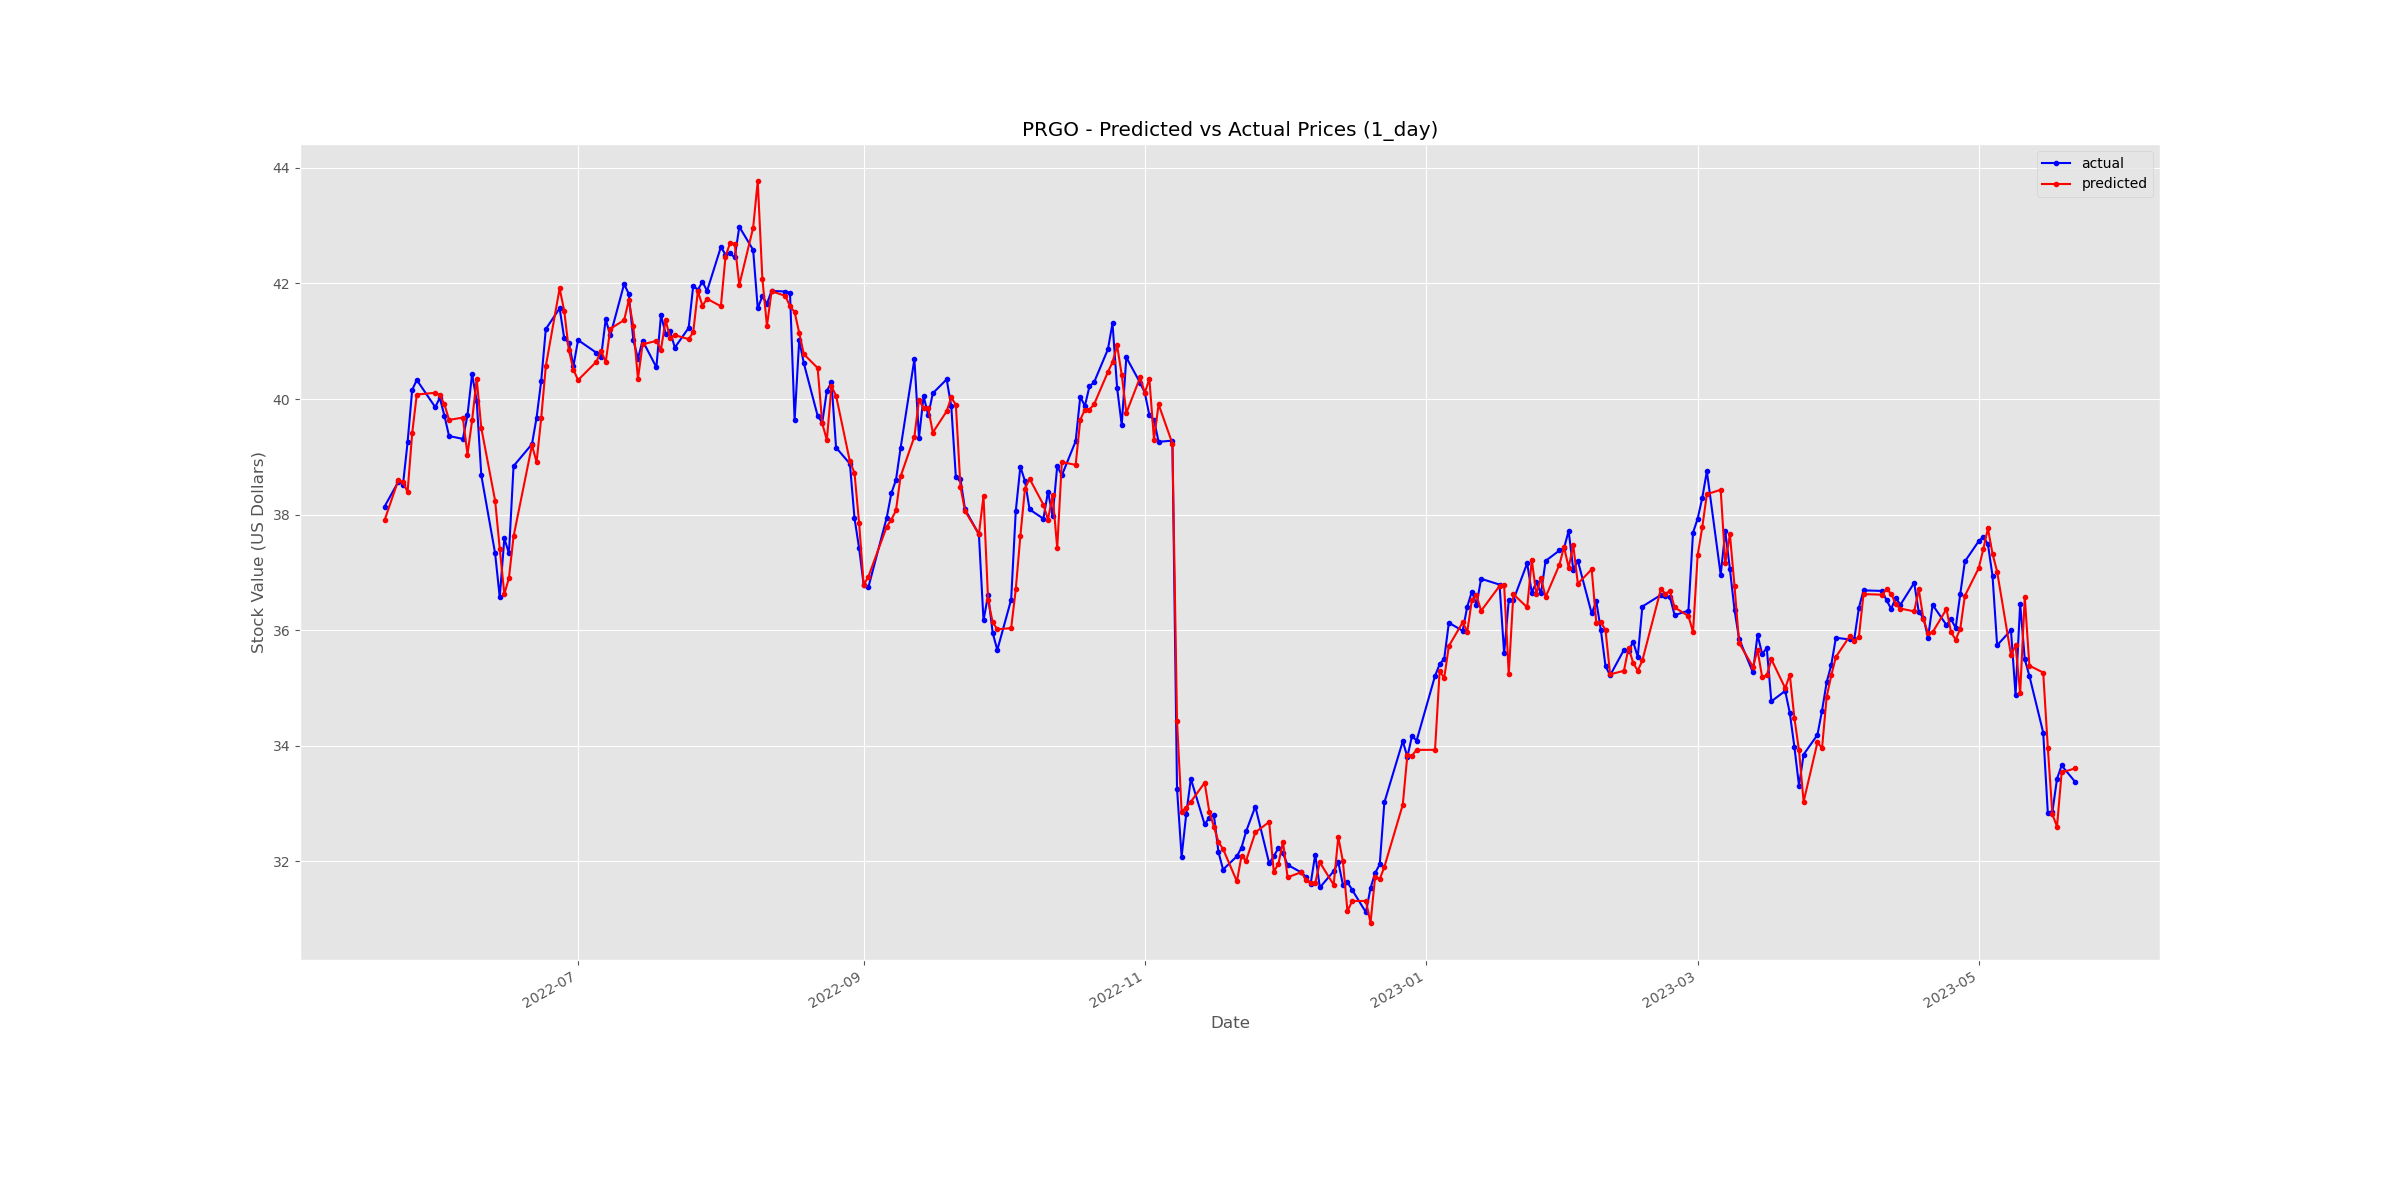 PRGO - Predicted vs Actual Prices (1_day)
actual
predicted
Stock Value (US Dollars)
44
42
40
38
36
34
32
2022-07
2022-09
2022-11
2023-01
2023-03
2023-05
Date